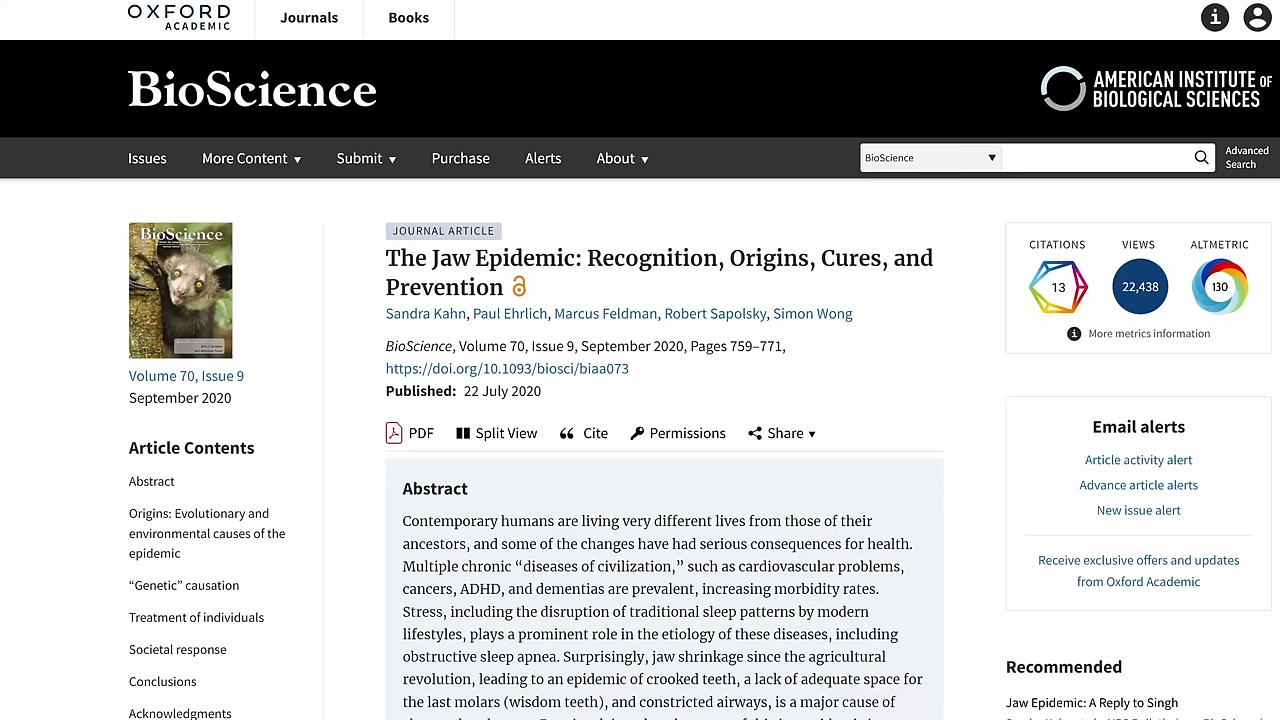 OXFORD
ACADEMIC
Journals
Books
BioScience
AMERICAN INSTITUTE OF
BIOLOGICAL SCIENCES
Issues
More Content
Submit
Purchase
Alerts
About
BioScience
Advanced
Search
BioScience
Volume 70, Issue 9
September 2020
Article Contents
Abstract
Origins: Evolutionary and
environmental causes of the
epidemic
“Genetic” causation
Treatment of individuals
Societal response
Conclusions
Acknowledgments
JOURNAL ARTICLE
The Jaw Epidemic: Recognition, Origins, Cures, and
Prevention
Sandra Kahn, Paul Ehrlich, Marcus Feldman, Robert Sapolsky, Simon Wong
BioScience, Volume 70, Issue 9, September 2020, Pages 759–771,
https://doi.org/10.1093/biosci/biaa073
Published: 22 July 2020
PDF
Split View
Cite
Permissions
Share
Abstract
Contemporary humans are living very different lives from those of their
ancestors, and some of the changes have had serious consequences for health.
Multiple chronic “diseases of civilization,” such as cardiovascular problems,
cancers, ADHD, and dementias are prevalent, increasing morbidity rates.
Stress, including the disruption of traditional sleep patterns by modern
lifestyles, plays a prominent role in the etiology of these diseases, including
obstructive sleep apnea. Surprisingly, jaw shrinkage since the agricultural
revolution, leading to an epidemic of crooked teeth, a lack of adequate space for
the last molars (wisdom teeth), and constricted airways, is a major cause of
CITATIONS
VIEWS
ALTMETRIC
13
22,438
130
More metrics information
Email alerts
Article activity alert
Advance article alerts
New issue alert
Receive exclusive offers and updates
from Oxford Academic
Recommended
Jaw Epidemic: A Reply to Singh